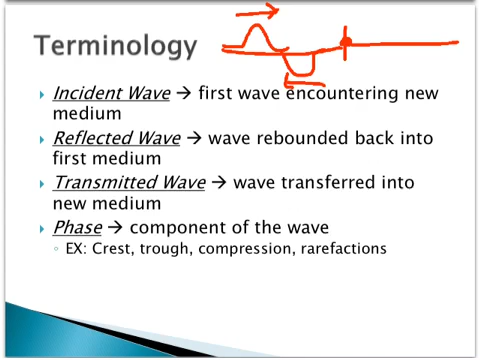 Terminology
Incident Wave → first wave encountering new
medium
Reflected Wave → wave rebounded back into
first medium
Transmitted Wave → wave transferred into
new medium
Phase → component of the wave
EX: Crest, trough, compression, rarefactions